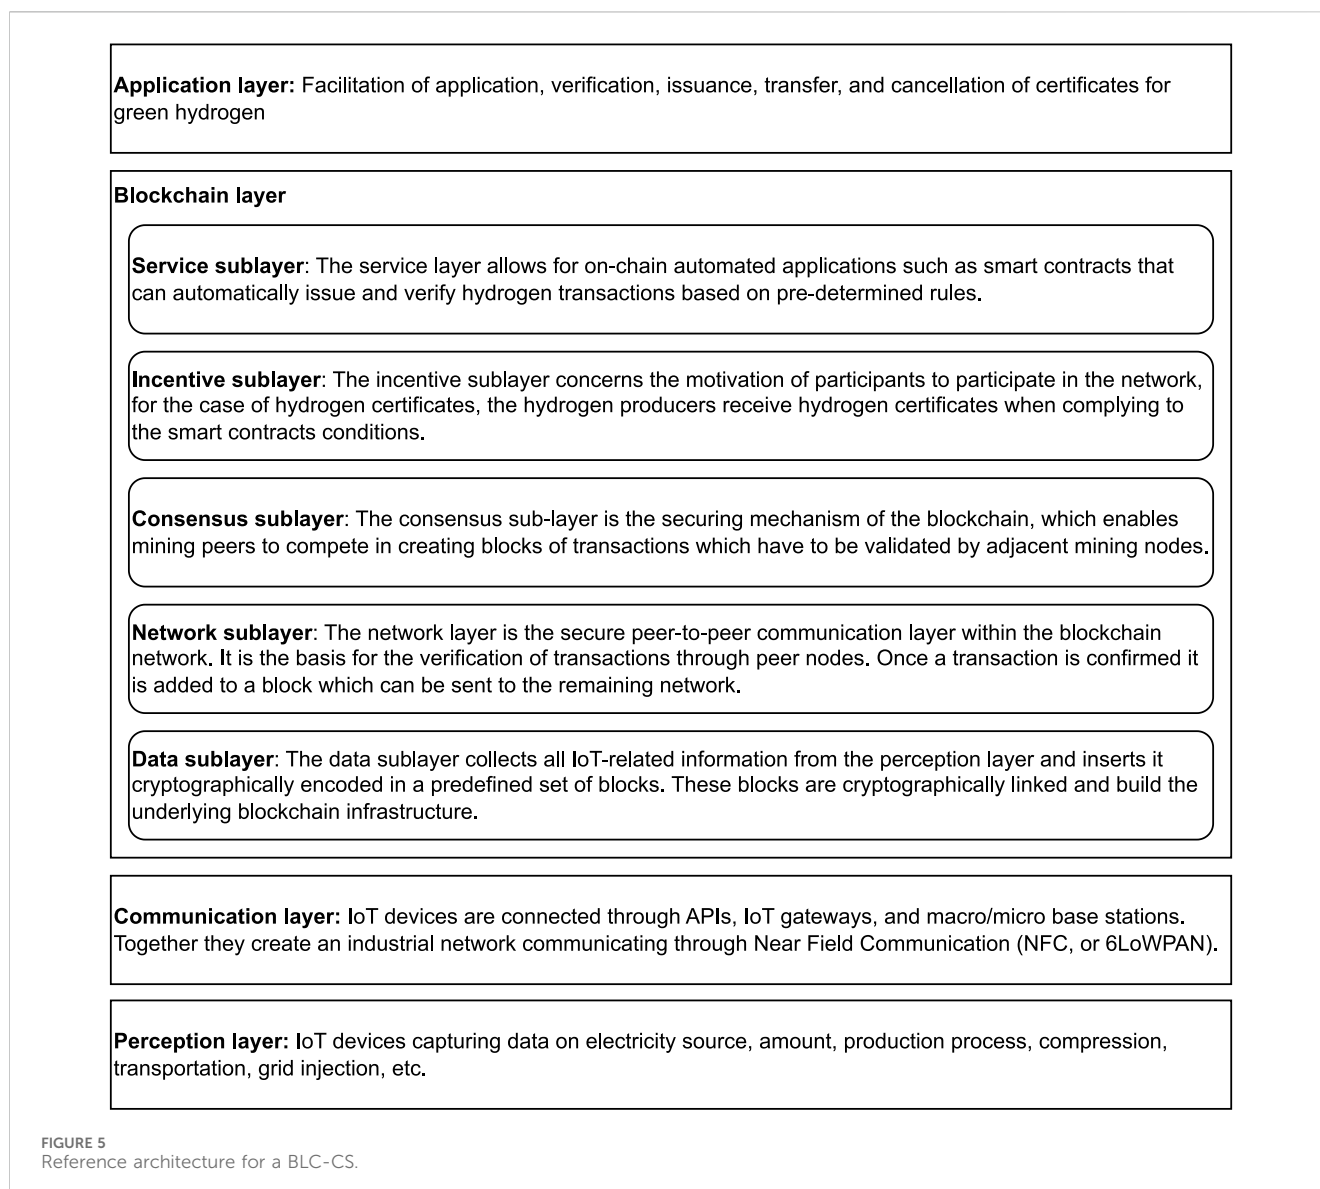 Application layer: Facilitation of application, verification, issuance, transfer, and cancellation of certificates for
green hydrogen
Blockchain layer
Service sublayer: The service layer allows for on-chain automated applications such as smart contracts that
can automatically issue and verify hydrogen transactions based on pre-determined rules.
Incentive sublayer: The incentive sublayer concerns the motivation of participants to participate in the network,
for the case of hydrogen certificates, the hydrogen producers receive hydrogen certificates when complying to
the smart contracts conditions.
Consensus sublayer: The consensus sub-layer is the securing mechanism of the blockchain, which enables
mining peers to compete in creating blocks of transactions which have to be validated by adjacent mining nodes.
Network sublayer: The network layer is the secure peer-to-peer communication layer within the blockchain
network. It is the basis for the verification of transactions through peer nodes. Once a transaction is confirmed it
is added to a block which can be sent to the remaining network.
Data sublayer: The data sublayer collects all IoT-related information from the perception layer and inserts it
cryptographically encoded in a predefined set of blocks. These blocks are cryptographically linked and build the
underlying blockchain infrastructure.
Communication layer: IoT devices are connected through APIs, IoT gateways, and macro/micro base stations.
Together they create an industrial network communicating through Near Field Communication (NFC, or 6LoWPAN).
Perception layer: IoT devices capturing data on electricity source, amount, production process, compression,
transportation, grid injection, etc.
FIGURE 5
Reference architecture for a BLC-CS.